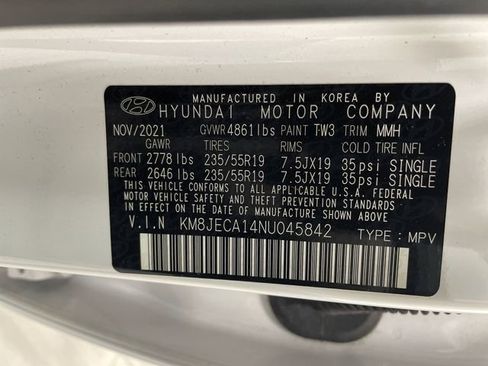 MANUFACTURED IN KOREA BY
HYUNDAI MOTOR COMPANY
NOV/2021 GVWR 4861lbs PAINT TW3 TRIM MMH
GAWR TIRES RIMS COLD TIRE INFL
FRONT 2778 lbs 235/55R19 7.5JX19 35psi SINGLE
REAR 2646 lbs 235/55R19 7.5JX19 35psi SINGLE
THIS VEHICLE CONFORMS TO ALL APPLICABLE U.S.A. FEDERAL
MOTOR VEHICLE SAFETY, BUMPER, AND THEFT PREVENTION
STANDARDS IN EFFECT ON THE DATE OF MANUFACTURE SHOWN ABOVE.
V.I.N KM8JECA14NU045842 TYPE : MPV